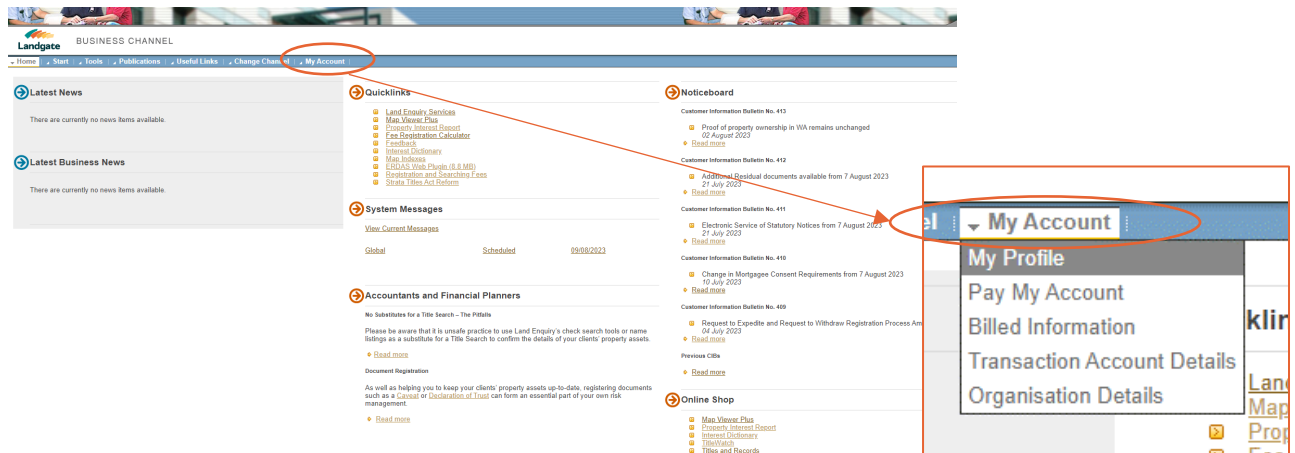 Landgate
BUSINESS CHANNEL
Home Start Tools Publications Useful Links Change Channel My Account
Latest News
There are currently no news items available.
Latest Business News
There are currently no news items available.
Quicklinks
Land Enquiry Services
Map Viewer Plus
Property Interest Report
Fee Registration Calculator
Feedback
Interest Dictionary
Map Indexes
ERDAS Web Plugin (8.8 MB)
Registration and Searching Fees
Strata Titles Act Reform
System Messages
View Current Messages
Global Scheduled 09/08/2023
Accountants and Financial Planners
No Substitutes for a Title Search – The Pitfalls
Please be aware that it is unsafe practice to use Land Enquiry's check search tools or name
listings as a substitute for a Title Search to confirm the details of your clients' property assets.
Read more
Document Registration
As well as helping you to keep your clients' property assets up-to-date, registering documents
such as a Caveat or Declaration of Trust can form an essential part of your own risk
management.
Read more
Noticeboard
Customer Information Bulletin No. 413
Proof of property ownership in WA remains unchanged
02 August 2023
Read more
Customer Information Bulletin No. 412
Additional Residual documents available from 7 August 2023
21 July 2023
Read more
Customer Information Bulletin No. 411
Electronic Service of Statutory Notices from 7 August 2023
21 July 2023
Read more
Customer Information Bulletin No. 410
Change in Mortgagee Consent Requirements from 7 August 2023
10 July 2023
Read more
Customer Information Bulletin No. 409
Request to Expedite and Request to Withdraw Registration Process Am
04 July 2023
Read more
Previous CIBs
Read more
Online Shop
Map Viewer Plus
Property Interest Report
Interest Dictionary
TitleWatch
Titles and Records
el My Account
My Profile
Pay My Account
Billed Information
Transaction Account Details
Organisation Details
klin
Land
Map
Prop